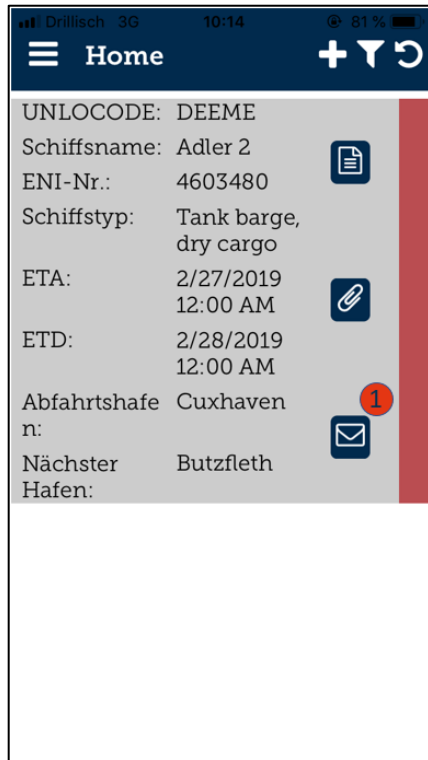 Drillisch 3G 10:14 81 %
Home
UNLOCODE: DEEME
Schiffsname: Adler 2
ENI-Nr.: 4603480
Schiffstyp: Tank barge,
dry cargo
ETA: 2/27/2019
12:00 AM
ETD: 2/28/2019
12:00 AM
Abfahrtshafe Cuxhaven
n:
1
Nächster Butzfleth
Hafen: